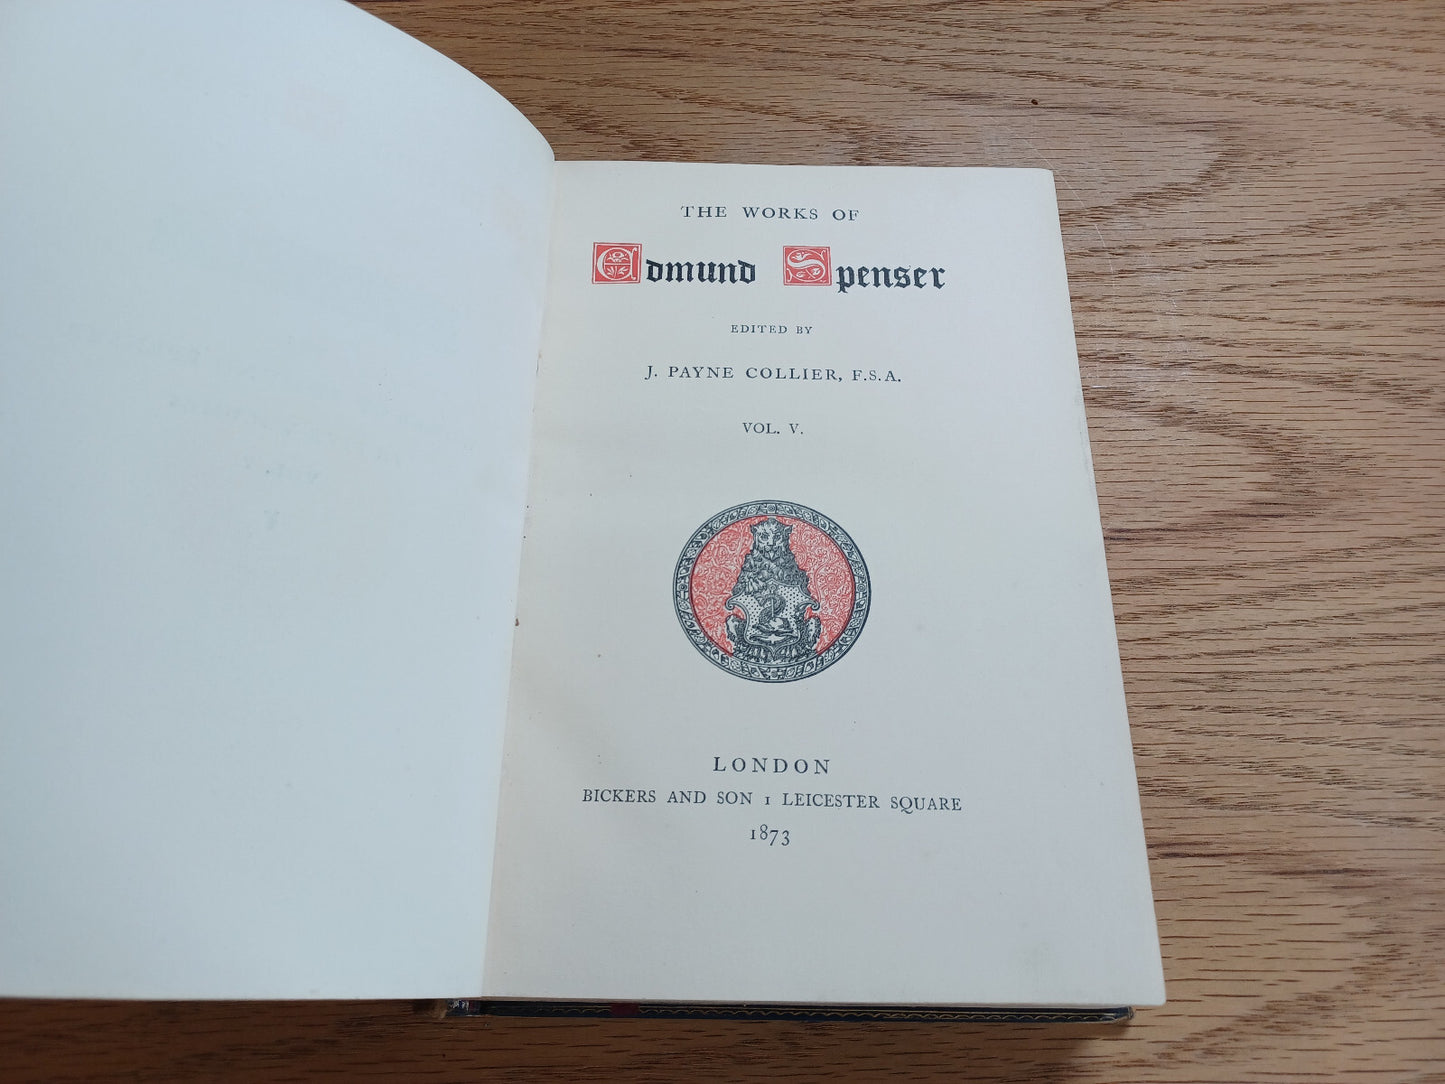 THE WORKS OF
Edmund Spenser
EDITED BY
J. PAYNE COLLIER, F.S.A.
VOL. V.
LONDON
BICKERS AND SON 1 LEICESTER SQUARE
1873